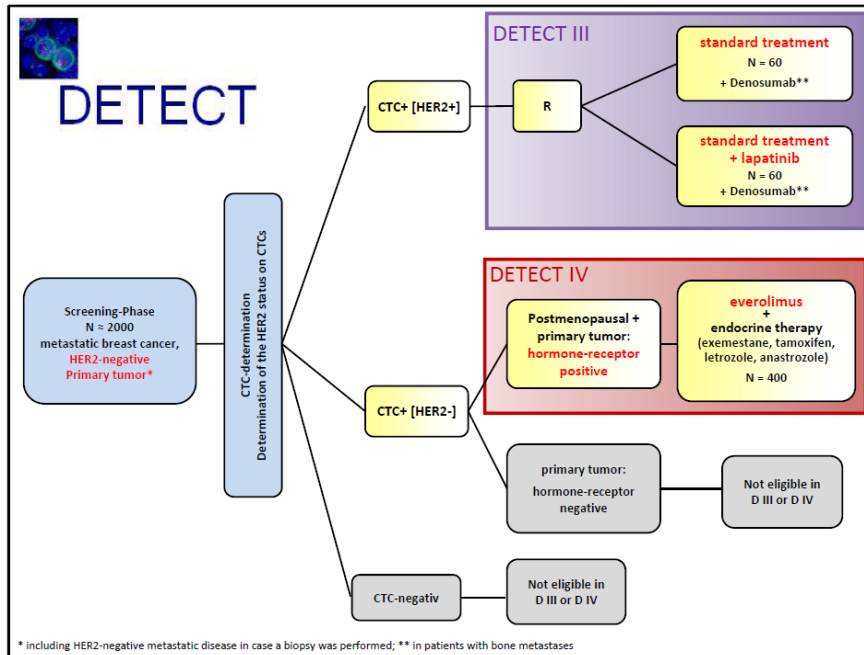 DETECT
DETECT III
standard treatment
N = 60
+ Denosumab**
CTC+ [HER2+]
R
standard treatment
+ lapatinib
N = 60
+ Denosumab**
Screening-Phase
N ≈ 2000
metastatic breast cancer,
HER2-negative
Primary tumor*
CTC-determination
Determination of the HER2 status on CTCs
DETECT IV
Postmenopausal +
primary tumor:
hormone-receptor
positive
everolimus
+
endocrine therapy
(exemestane, tamoxifen,
letrozole, anastrozole)
N = 400
CTC+ [HER2-]
primary tumor:
hormone-receptor
negative
Not eligible in
D III or D IV
CTC-negativ
Not eligible in
D III or D IV
* including HER2-negative metastatic disease in case a biopsy was performed; ** in patients with bone metastases